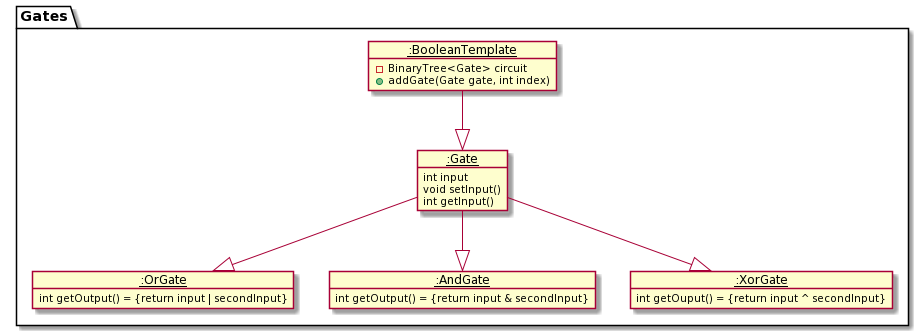 Gates
:BooleanTemplate
BinaryTree<Gate> circuit
addGate(Gate gate, int index)
:Gate
int input
void setInput()
int getInput()
:OrGate
int getOutput() = {return input | secondInput}
:AndGate
int getOutput() = {return input & secondInput}
:XorGate
int getOuput() = {return input ^ secondInput}